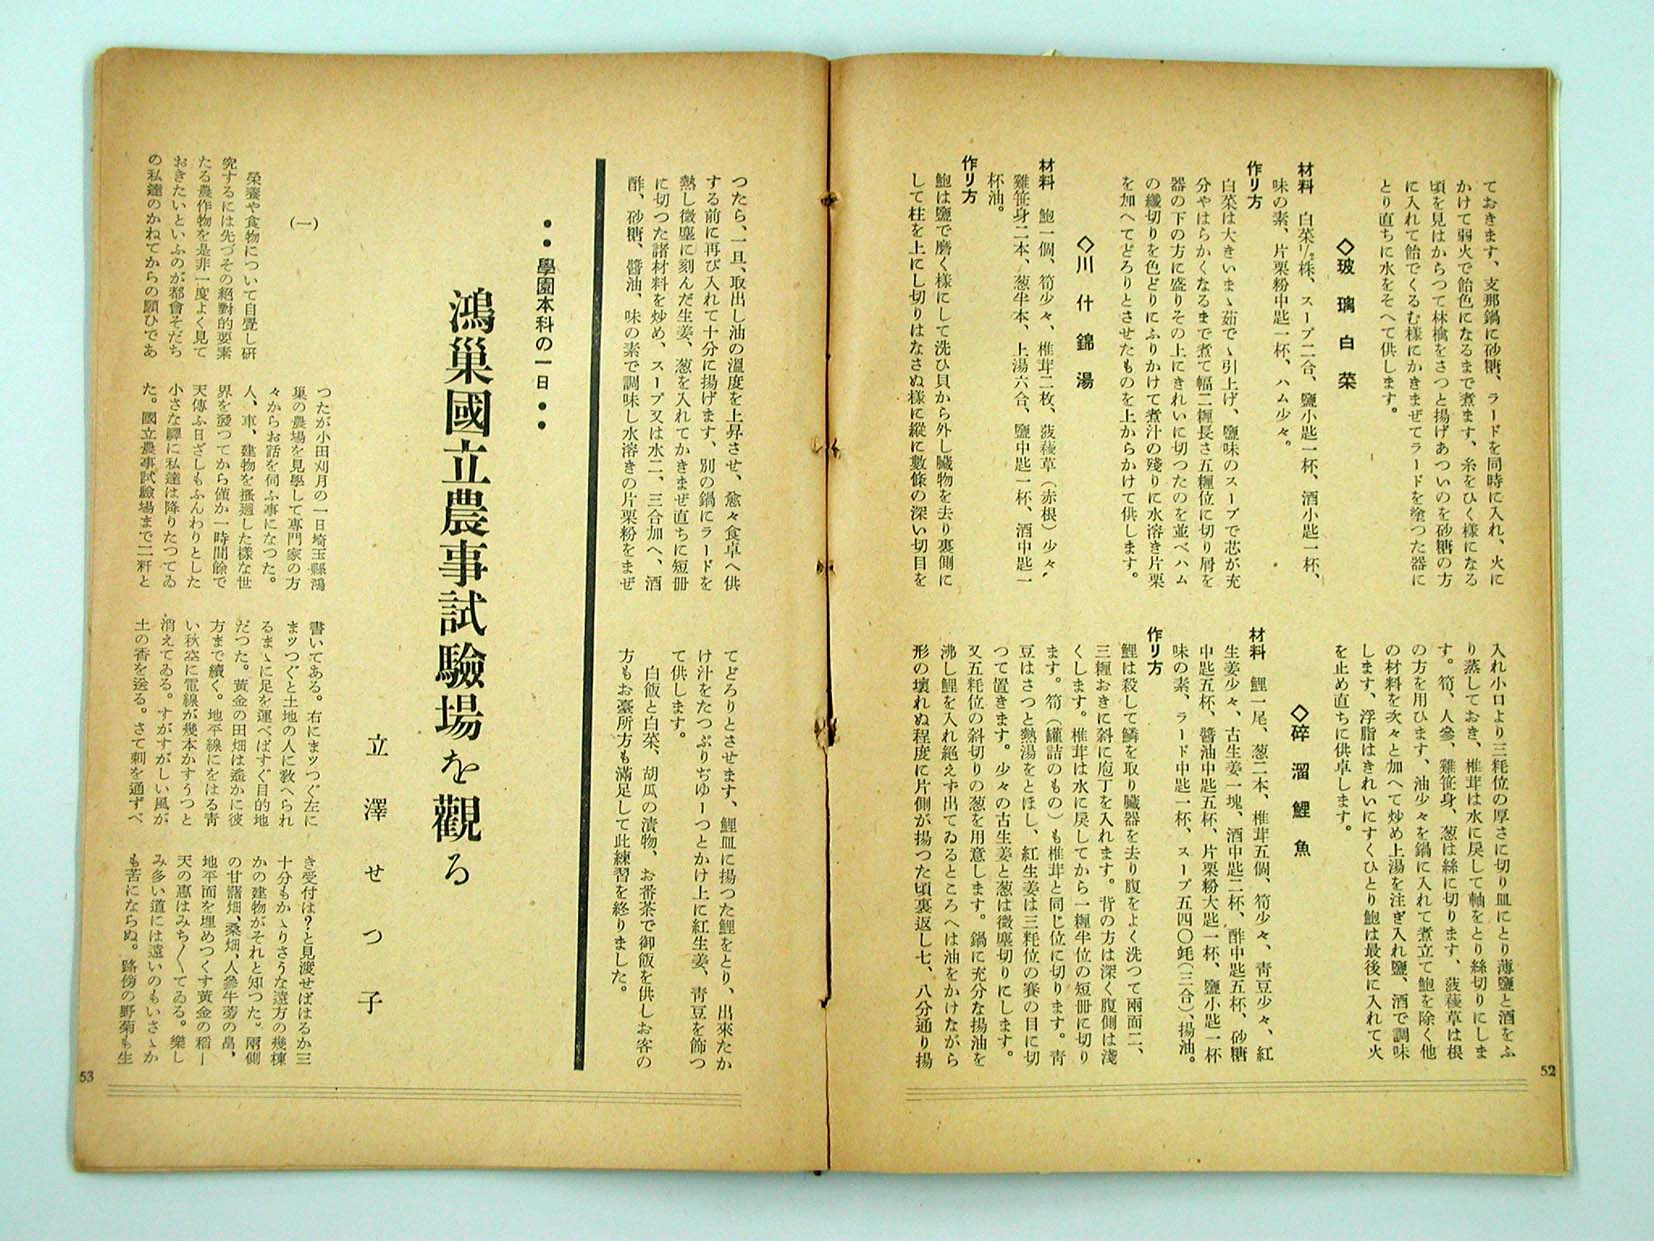 ておきます、支那鍋に砂糖、ラードを同時に入れ、火に
かけて弱火で飴色になるまで煮ます、糸をひく様になる
頃を見はからつて林檎をさつと揚げあついのを砂糖の方
に入れて飴でくるむ様にかきまぜてラードを塗つた器に
とり直ちに水をそへて供します。
◇玻璃白菜
材料　白菜½株、スープ二合、鹽小匙一杯、酒小匙一杯、
味の素、片栗粉中匙一杯、ハム少々。
作リ方
白菜は大きいまゝ茹でゝ引上げ、鹽味のスープで芯が充
分やはらかくなるまで煮て幅二糎長さ五糎位に切り屑を
器の下の方に盛りその上にきれいに切つたのを並べハム
の纖切りを色どりにふりかけて煮汁の殘りに水溶き片栗
を加へてどろりとさせたものを上からかけて供します。
◇川什錦湯
材料　鮑一個、筍少々、椎茸二枚、菠薐草（赤根）少々、
雞笹身二本、葱半本、上湯六合、鹽中匙一杯、酒中匙一
杯油。
作リ方
鮑は鹽で磨く樣にして洗ひ貝から外し臟物を去り裏側に
して柱を上にし切りはなさぬ樣に縱に數條の深い切目を
入れ小口より三粍位の厚さに切り皿にとり薄鹽と酒をふ
り蒸しておき、椎茸は水に戻して軸をとり絲切りにしま
す。筍、人參、雞笹身、葱は絲に切ります、菠薐草は根
の方を用ひます、油少々を鍋に入れて煮立て鮑を除く他
の材料を次々と加へて炒め上湯を注ぎ入れ鹽、酒で調味
します、浮脂はきれいにすくひとり鮑は最後に入れて火
を止め直ちに供卓します。
◇碎溜鯉魚
材料　鯉一尾、葱二本、椎茸五個、筍少々、靑豆少々、紅
生姜少々、古生姜一塊、酒中匙二杯、酢中匙五杯、砂糖
中匙五杯、醬油中匙五杯、片栗粉大匙一杯、鹽小匙一杯
味の素、ラード中匙一杯、スープ五四〇竓（三合）、揚油。
作リ方
鯉は殺して鱗を取り臟器を去り腹をよく洗つて兩面二、
三糎おきに斜に庖丁を入れます。背の方は深く腹側は淺
くします。椎茸は水に戻してから一糎半位の短冊に切り
ます。筍（罐詰のもの）も椎茸と同じ位に切ります。靑
豆はさつと熱湯をとほし、紅生姜は三粍位の賽の目に切
つて置きます。少々の古生姜と葱は微塵切りにします。
又五粍位の斜切りの葱を用意します。鍋に充分な揚油を
沸し鯉を入れ絶えず出てゐるところへは油をかけながら
形の壞れぬ程度に片側が揚つた頃裏返し七、八分通り揚
52
つたら、一旦、取出し油の溫度を上昇させ、愈々食卓へ供
する前に再び入れて十分に揚げます、別の鍋にラードを
熱し微塵に刻んだ生姜、葱を入れてかきまぜ直ちに短冊
に切つた諸材料を炒め、スープ又は水二、三合加へ、酒
酢、砂糖、醬油、味の素で調味し水溶きの片栗粉をまぜ
てどろりとさせます、鯉皿に揚つた鯉をとり、出來たか
け汁をたつぷりぢゆーつとかけ上に紅生姜、靑豆を飾つ
て供します。
白飯と白菜、胡瓜の漬物、お番茶で御飯を供しお客の
方もお臺所方も滿足して此練習を終りました。
••學園本科の一日••
鴻巢國立農事試驗場を觀る
立澤せつ子
（一）
榮養や食物について自覺し硏
究するには先づその絕對的要素
たる農作物を是非一度よく見て
おきたいといふのが都會そだち
の私達のかねてからの願ひであ
つたが小田刈月の一日埼玉縣鴻
巢の農場を見學して專門家の方
々からお話を伺ふ事になつた。
人、車、建物を搔廻した樣な世
界を發つてから僅か一時間餘で
天傳ふ日ざしもふんわりとした
小さな驛に私達は降りたつてゐ
た。國立農事試驗場まで二粁と
書いてある。右にまッつぐ左に
まッつぐと土地の人に敎へられ
るまゝに足を運べばすぐ目的地
だつた。黃金の田畑は遙かに彼
方まで續く。地平線にをはる靑
い秋空に電線が幾本かすうつと
消えてゐる。すがすがしい風が
土の香を送る。さて刺を通ずべ
き受付は？と見渡せばはるか三
十分もかゝりさうな遠方の幾棟
かの建物がそれと知つた。兩側
の甘藷畑、桑畑、人參牛蒡の畠、
地平面を埋めつくす黃金の稻ー
天の惠はみち〱てゐる。樂し
み多い道には遠いのもいさゝか
も苦にならぬ。路傍の野菊も生
53